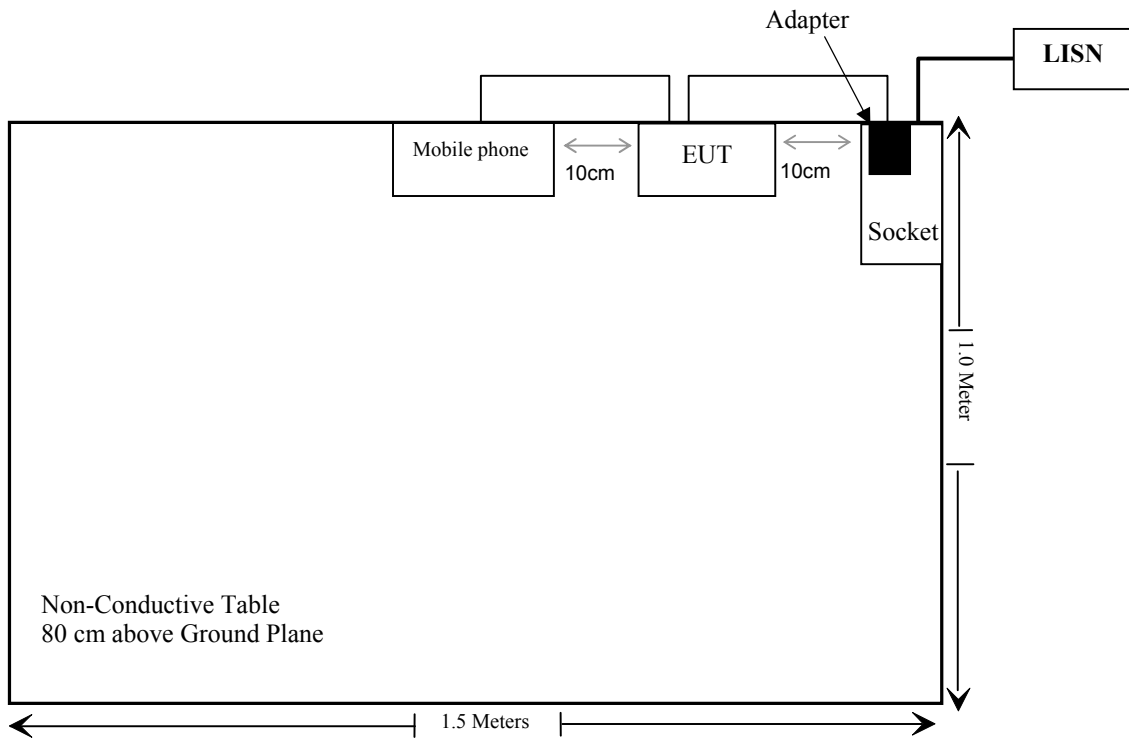 Adapter
LISN
Mobile phone
EUT
10cm
10cm
Socket
1.0 Meter
Non-Conductive Table
80 cm above Ground Plane
1.5 Meters